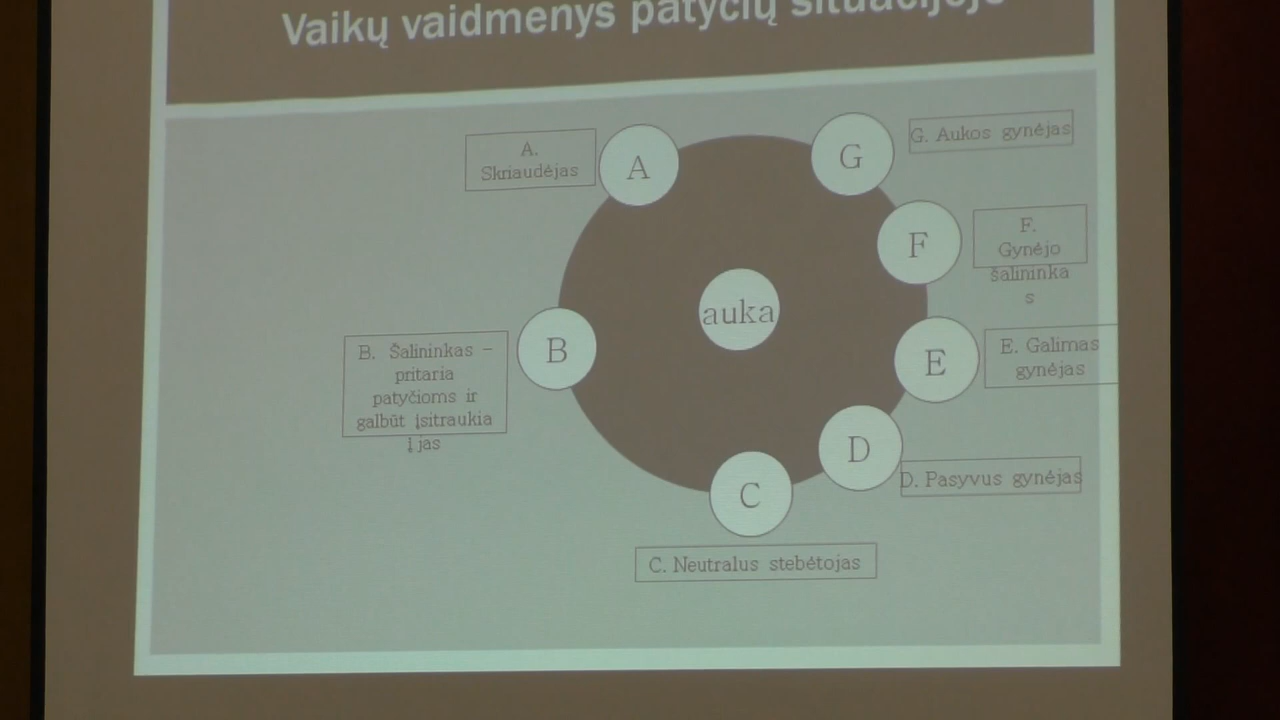 Vaikų vaidmenys patyčių situacijoje
A.
Skriaudėjas
A
G
G. Aukos gynėjas
F
F.
Gynėjo
šalininka
s
auka
B. Šalininkas –
pritaria
patyčioms ir
galbūt įsitraukia
į jas
B
E
E. Galimas
gynėjas
D
D. Pasyvus gynėjas
C
C. Neutralus stebėtojas